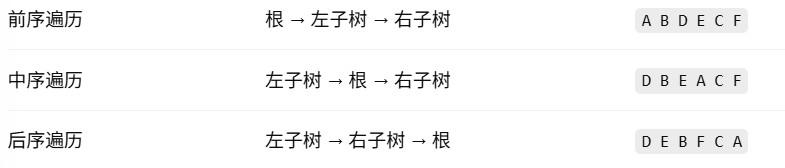 前序遍历 根 → 左子树 → 右子树 A B D E C F
中序遍历 左子树 → 根 → 右子树 D B E A C F
后序遍历 左子树 → 右子树 → 根 D E B F C A